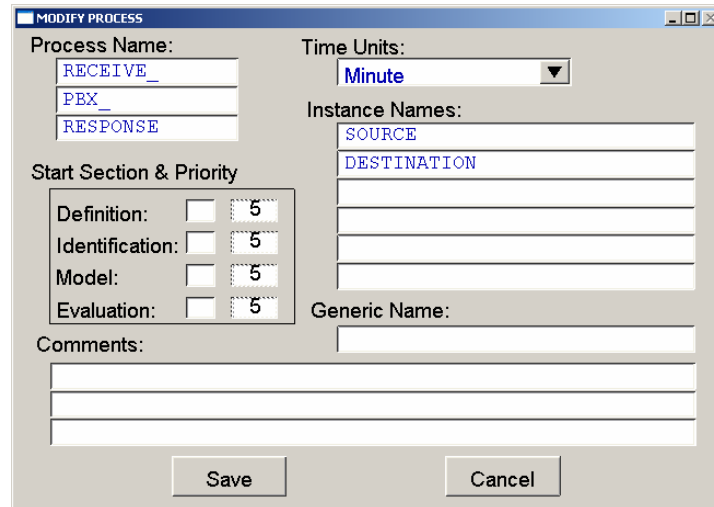 MODIFY PROCESS
Process Name:
RECEIVE_
PBX_
RESPONSE
Time Units:
Minute
Instance Names:
SOURCE
DESTINATION
Start Section & Priority
Definition: 5
Identification: 5
Model: 5
Evaluation: 5
Generic Name:
Comments:
Save Cancel